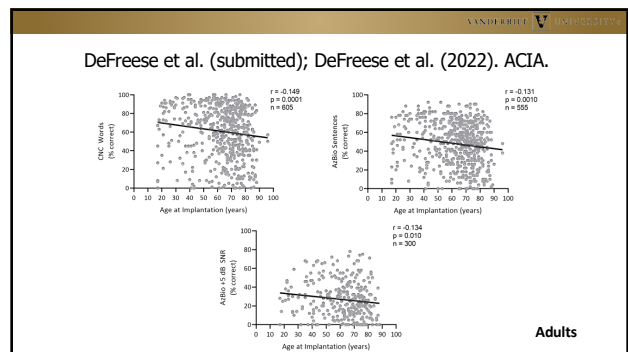 VANDERBILT V UNIVERSITY
DeFreese et al. (submitted); DeFreese et al. (2022). ACIA.
r = -0.149
p = 0.0001
n = 605
CNC Words
(% correct)
100
80
60
40
20
0
0 10 20 30 40 50 60 70 80 90 100
Age at Implantation (years)
r = -0.131
p = 0.0010
n = 555
AzBio Sentences
(% correct)
100
80
60
40
20
0
0 10 20 30 40 50 60 70 80 90 100
Age at Implantation (years)
r = -0.134
p = 0.010
n = 300
AzBio +5 dB SNR
(% correct)
100
80
60
40
20
0
0 10 20 30 40 50 60 70 80 90 100
Age at Implantation (years)
Adults